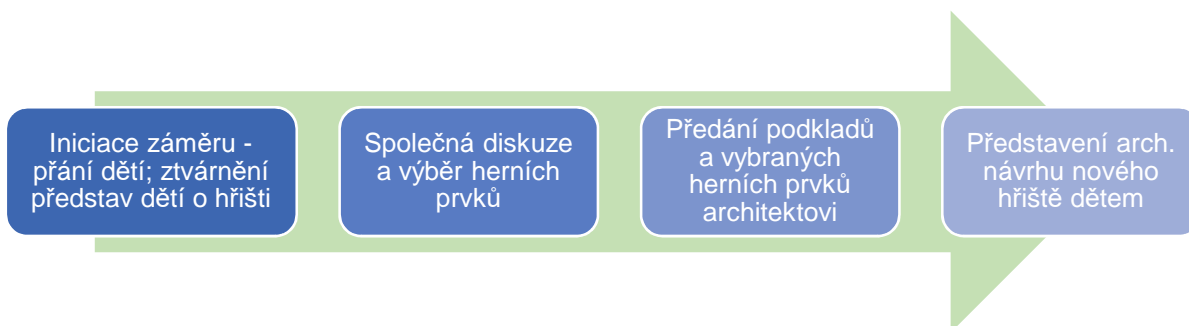 Iniciace záměru -
přání dětí; ztvárnění
představ dětí o hřišti
Společná diskuze
a výběr herních
prvků
Předání podkladů
a vybraných
herních prvků
architektovi
Představení arch.
návrhu nového
hřiště dětem